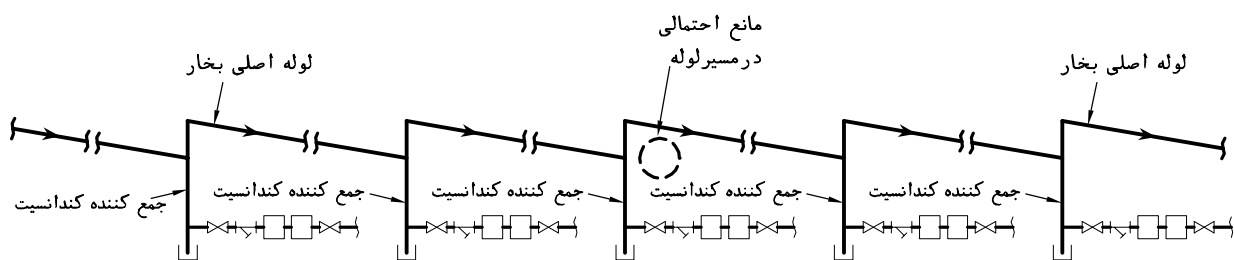 مانع احتمالی
درمسیرلوله
لوله اصلی بخار
لوله اصلی بخار
جمع کننده کندانسیت
جمع کننده کندانسیت
جمع کننده کندانسیت
جمع کننده کندانسیت
جمع کننده کندانسیت